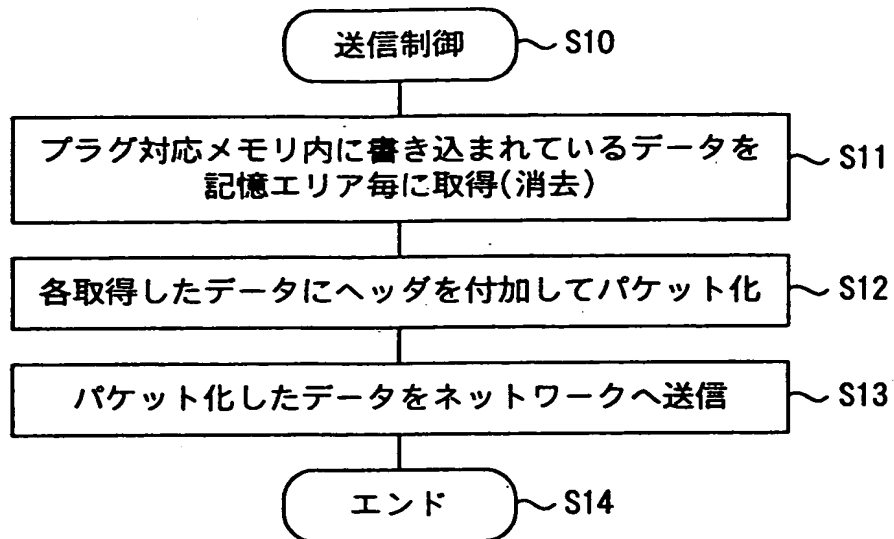 送信制御 S10
プラグ対応メモリ内に書き込まれているデータを
記憶エリア毎に取得(消去) S11
各取得したデータにヘッダを付加してパケット化 S12
パケット化したデータをネットワークへ送信 S13
エンド S14